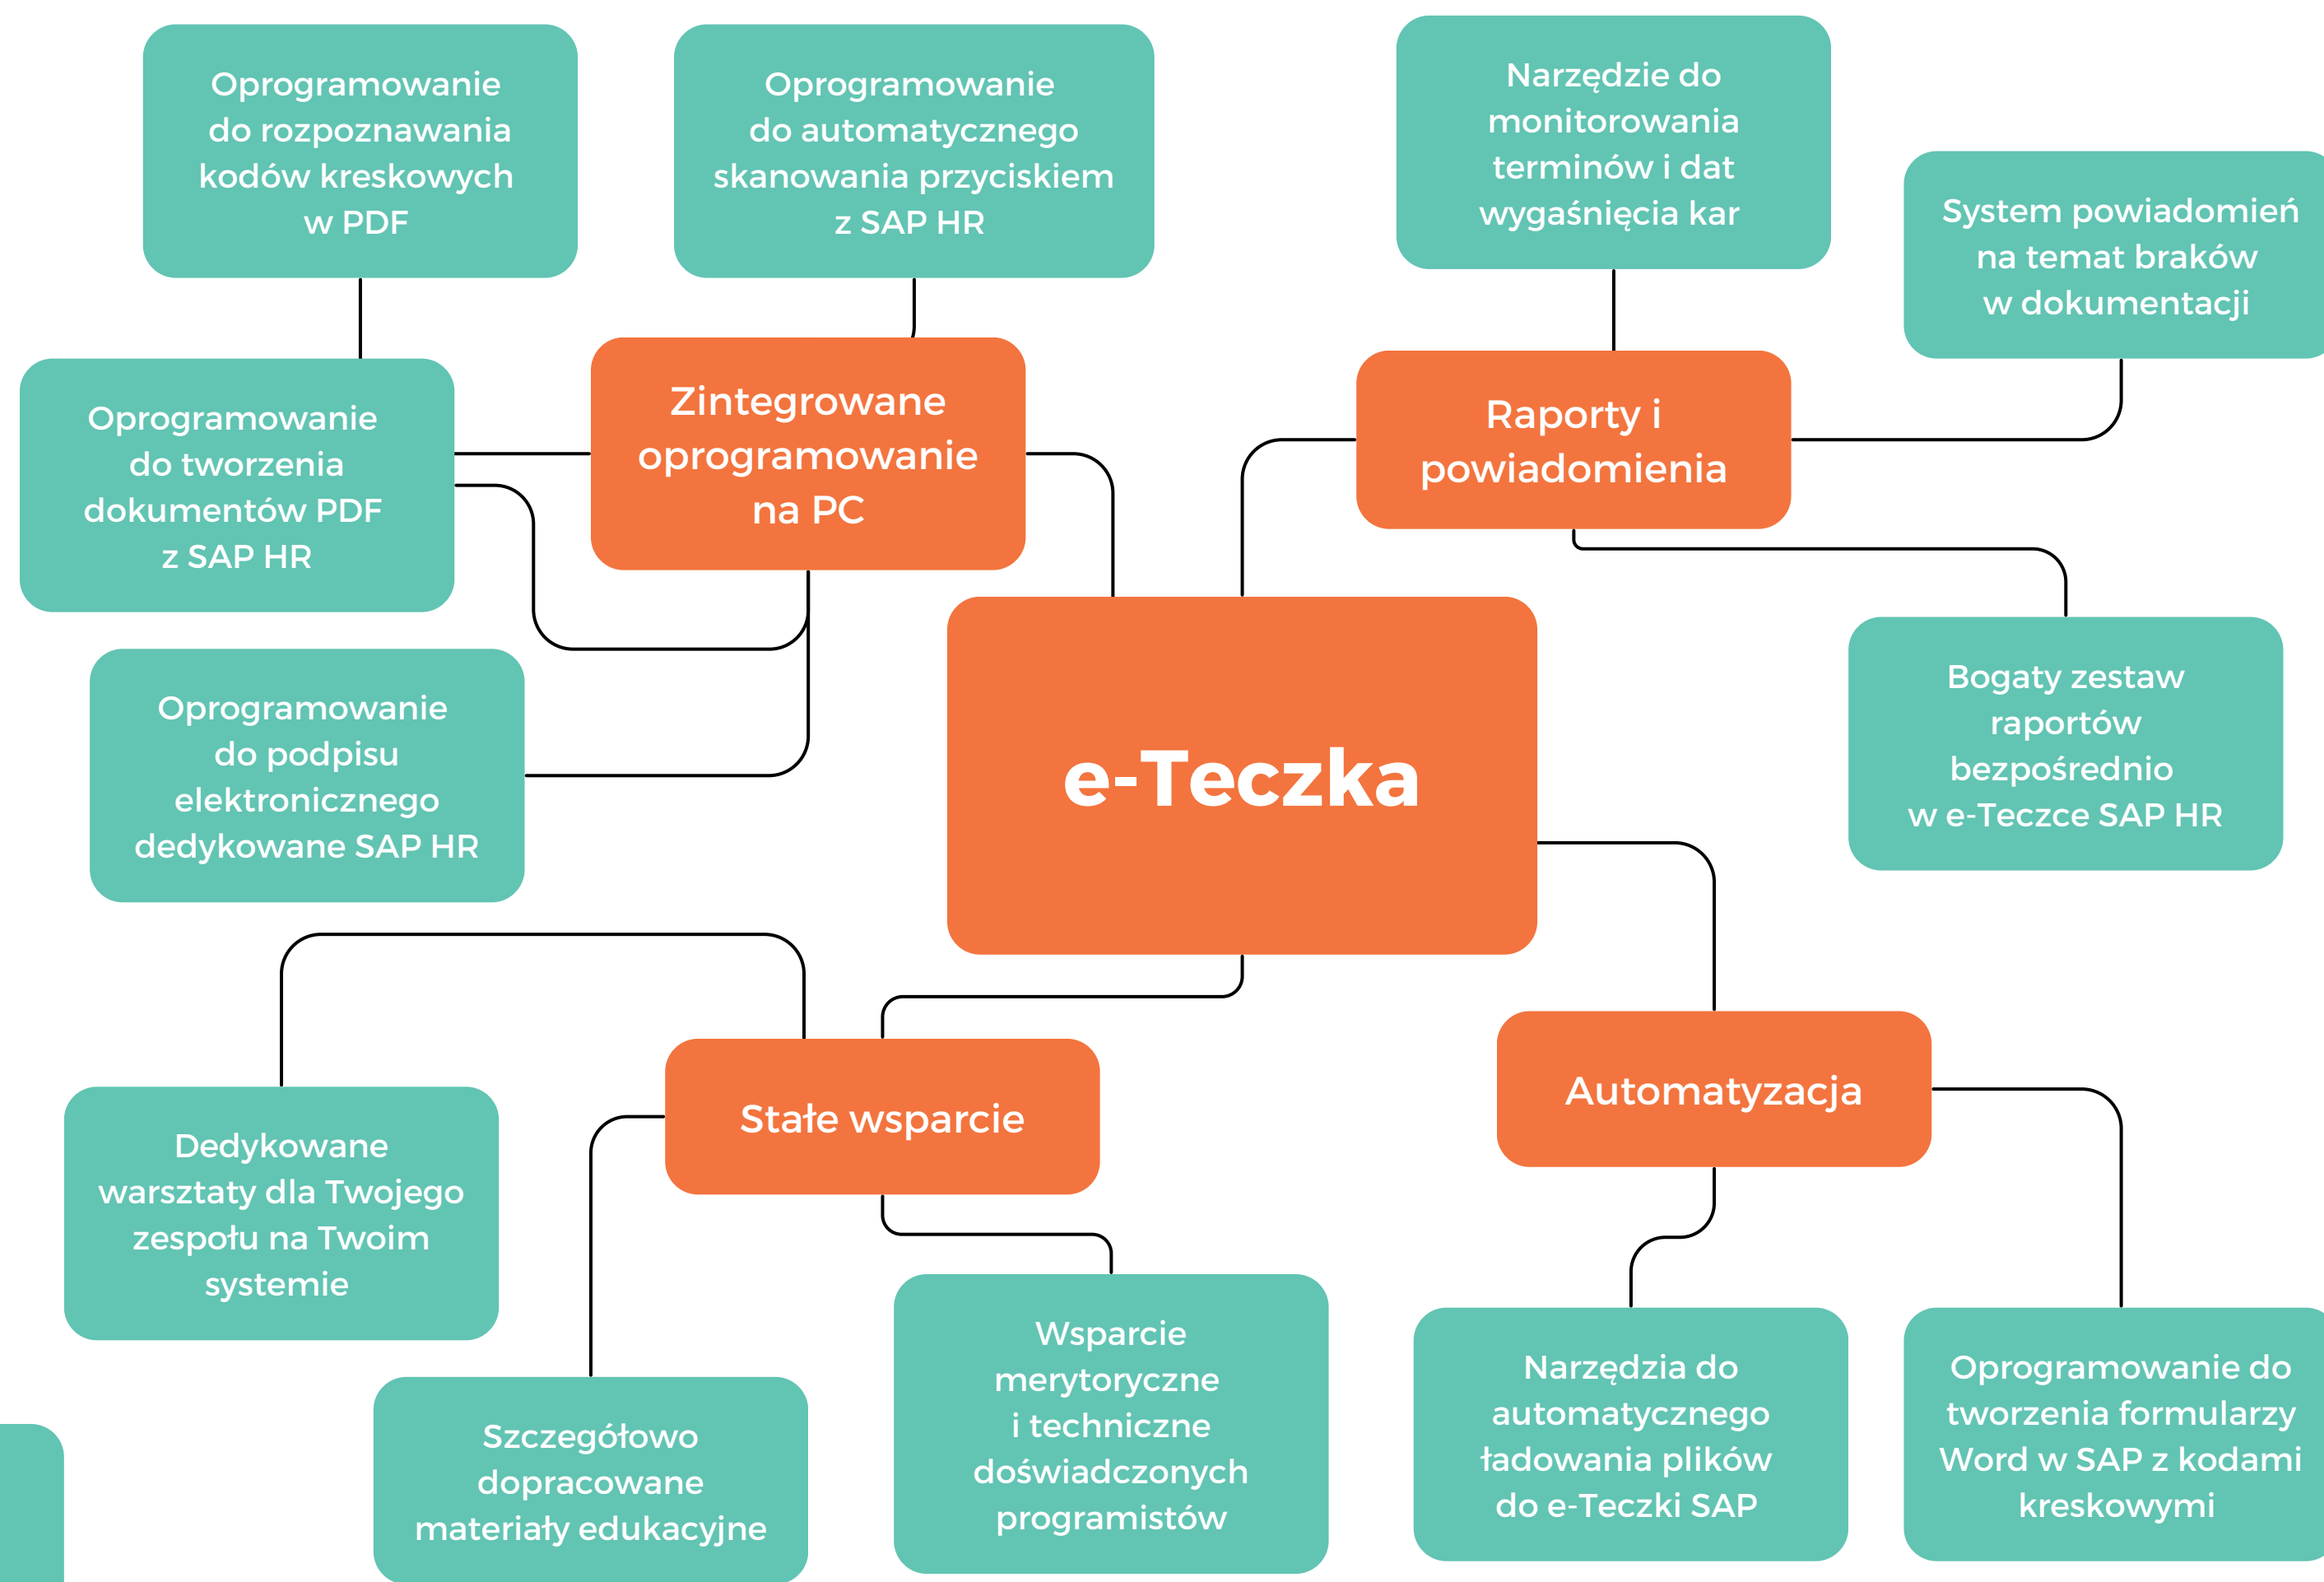 Oprogramowanie
do rozpoznawania
kodów kreskowych
w PDF
Oprogramowanie
do automatycznego
skanowania przyciskiem
z SAP HR
Narzędzie do
monitorowania
terminów i dat
wygaśnięcia kar
System powiadomień
na temat braków
w dokumentacji
Oprogramowanie
do tworzenia
dokumentów PDF
z SAP HR
Zintegrowane
oprogramowanie
na PC
Raporty i
powiadomienia
Oprogramowanie
do podpisu
elektronicznego
dedykowane SAP HR
e-Teczka
Bogaty zestaw
raportów
bezpośrednio
w e-Teczce SAP HR
Stałe wsparcie
Automatyzacja
Dedykowane
warsztaty dla Twojego
zespołu na Twoim
systemie
Szczegółowo
dopracowane
materiały edukacyjne
Wsparcie
merytoryczne
i techniczne
doświadczonych
programistów
Narzędzia do
automatycznego
ładowania plików
do e-Teczki SAP
Oprogramowanie do
tworzenia formularzy
Word w SAP z kodami
kreskowymi